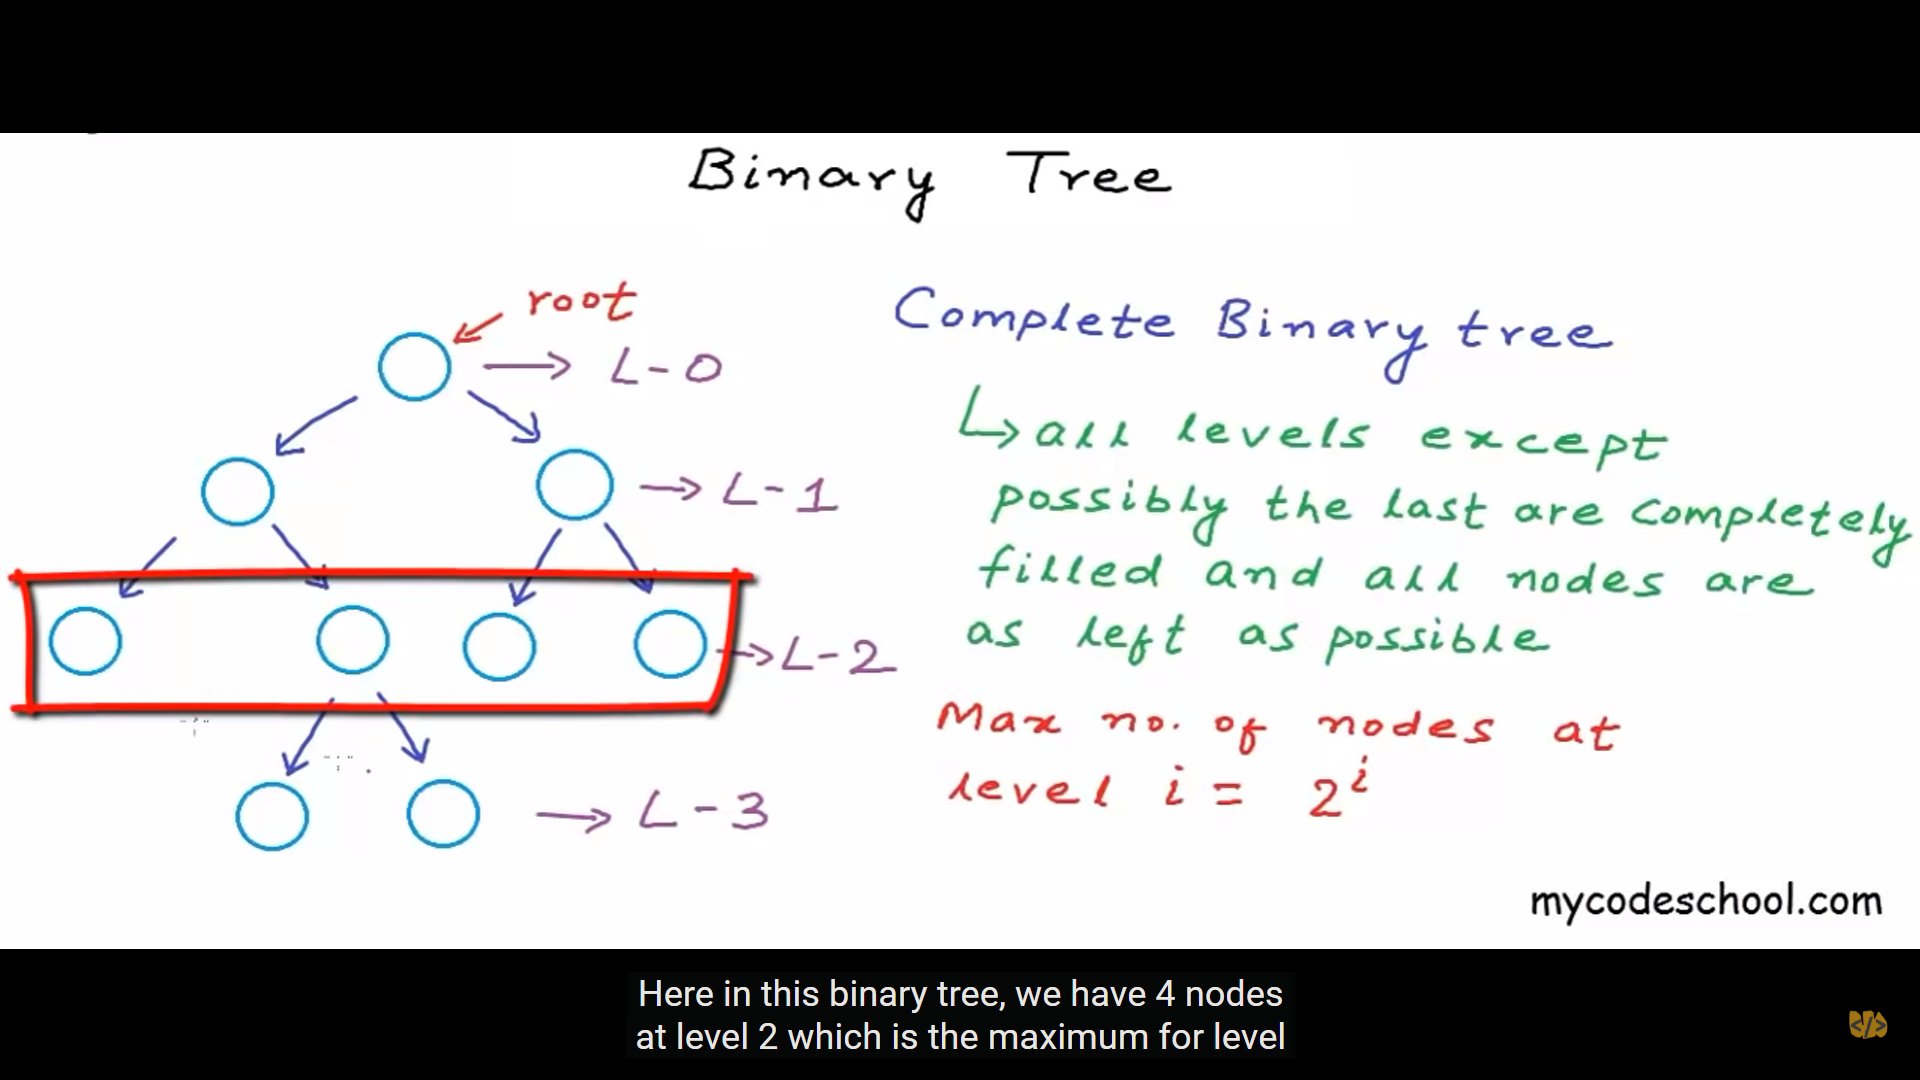 Binary Tree
root
L-0
L-1
L-2
L-3
Complete Binary tree
↳ all levels except
possibly the last are completely
filled and all nodes are
as left as possible
Max no. of nodes at
level i = 2^i
mycodeschool.com
Here in this binary tree, we have 4 nodes
at level 2 which is the maximum for level